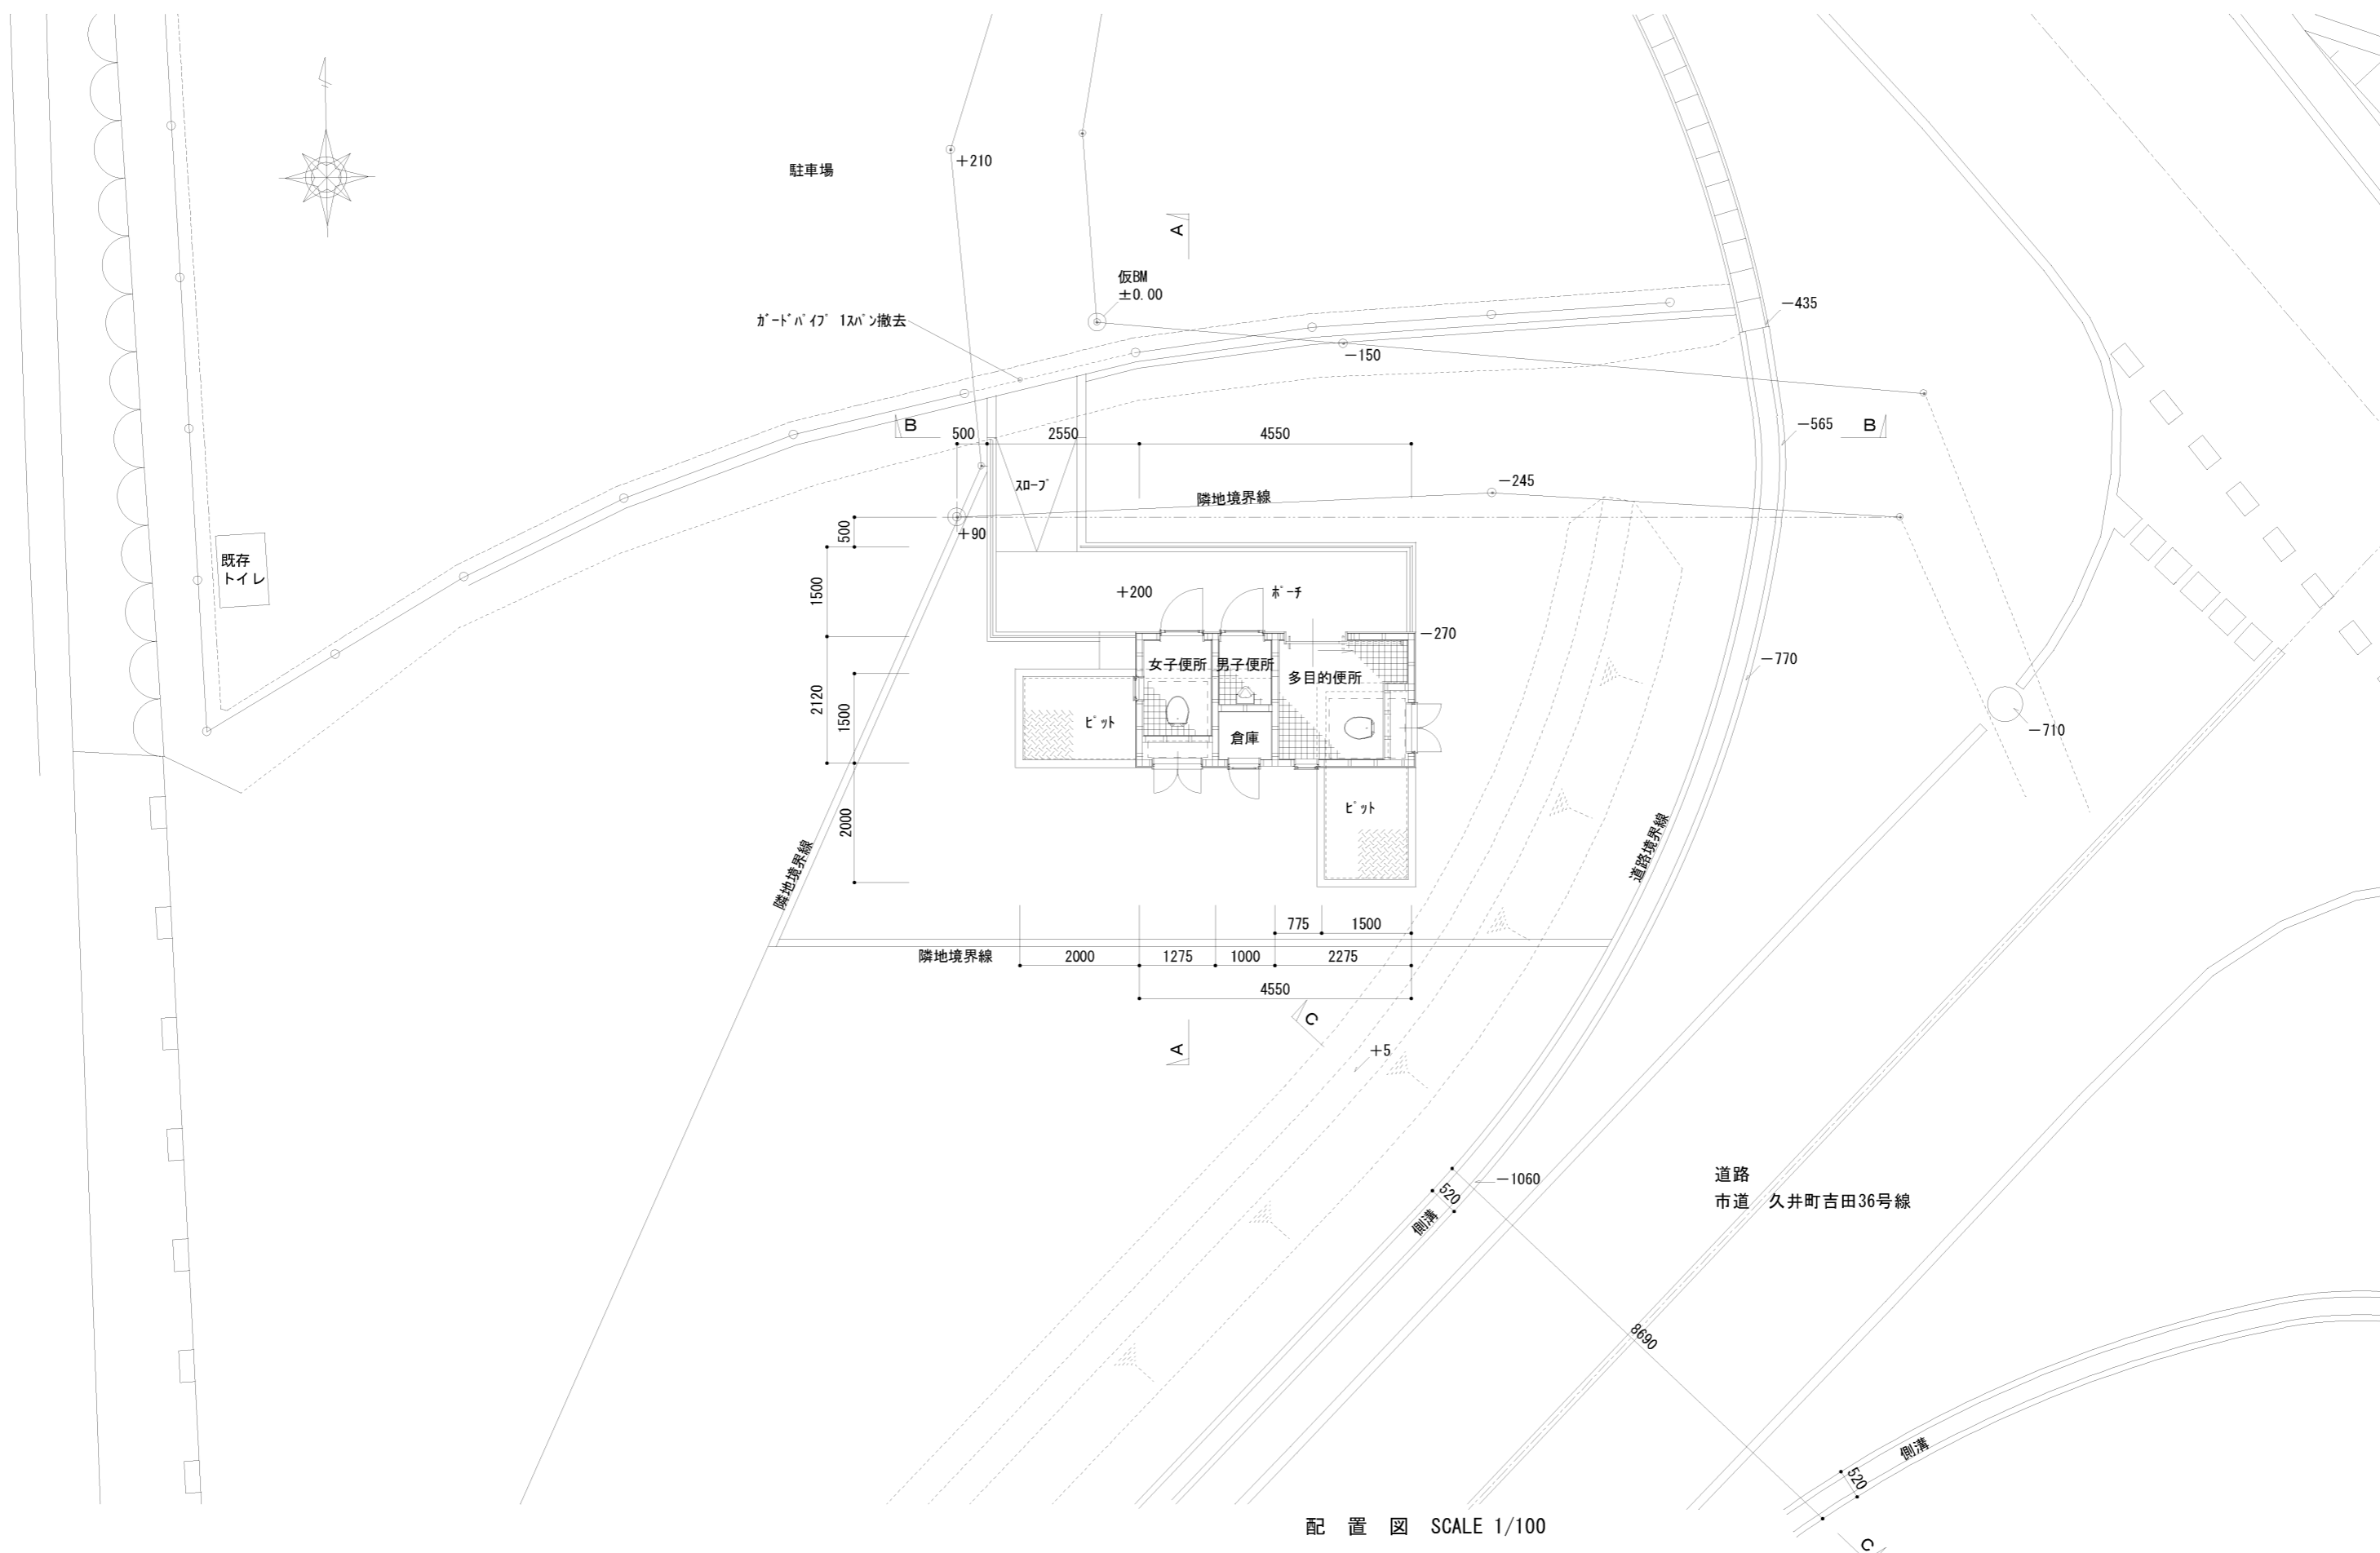 駐車場
+210
A
仮BM
±0.00
ｶﾞｰﾄﾞﾊﾟｲﾌﾟ 1ｽﾊﾟﾝ撤去
-435
-150
B
500
2550
4550
-565
B
ｽﾛｰﾌﾟ
-245
隣地境界線
500
+90
既存
トイレ
1500
+200
ﾎﾟｰﾁ
-270
女子便所
男子便所
多目的便所
-770
2120
1500
ﾋﾟｯﾄ
倉庫
-710
ﾋﾟｯﾄ
2000
隣地境界線
道路境界線
775
1500
隣地境界線
2000
1275
1000
2275
4550
C
A
+5
道路
市道　久井町吉田36号線
-1060
520
側溝
8690
側溝
520
配 置 図 SCALE 1/100
C